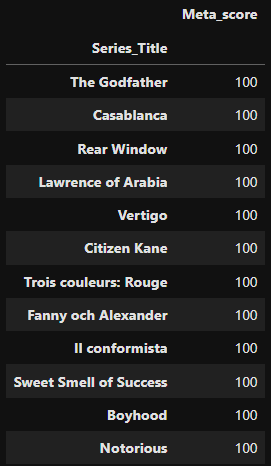 Meta_score
Series_Title
The Godfather 100
Casablanca 100
Rear Window 100
Lawrence of Arabia 100
Vertigo 100
Citizen Kane 100
Trois couleurs: Rouge 100
Fanny och Alexander 100
Il conformista 100
Sweet Smell of Success 100
Boyhood 100
Notorious 100